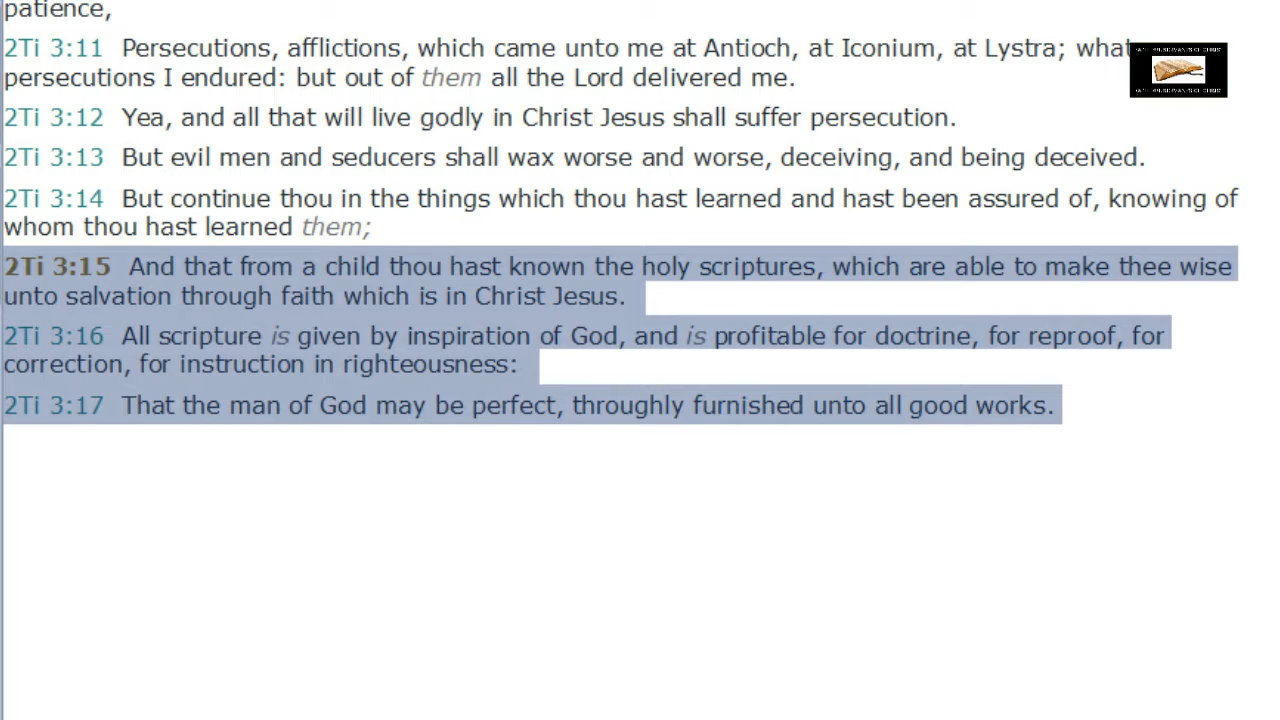 patience,
2Ti 3:11 Persecutions, afflictions, which came unto me at Antioch, at Iconium, at Lystra; what
persecutions I endured: but out of them all the Lord delivered me.
2Ti 3:12 Yea, and all that will live godly in Christ Jesus shall suffer persecution.
2Ti 3:13 But evil men and seducers shall wax worse and worse, deceiving, and being deceived.
2Ti 3:14 But continue thou in the things which thou hast learned and hast been assured of, knowing of
whom thou hast learned them;
2Ti 3:15 And that from a child thou hast known the holy scriptures, which are able to make thee wise
unto salvation through faith which is in Christ Jesus.
2Ti 3:16 All scripture is given by inspiration of God, and is profitable for doctrine, for reproof, for
correction, for instruction in righteousness:
2Ti 3:17 That the man of God may be perfect, throughly furnished unto all good works.